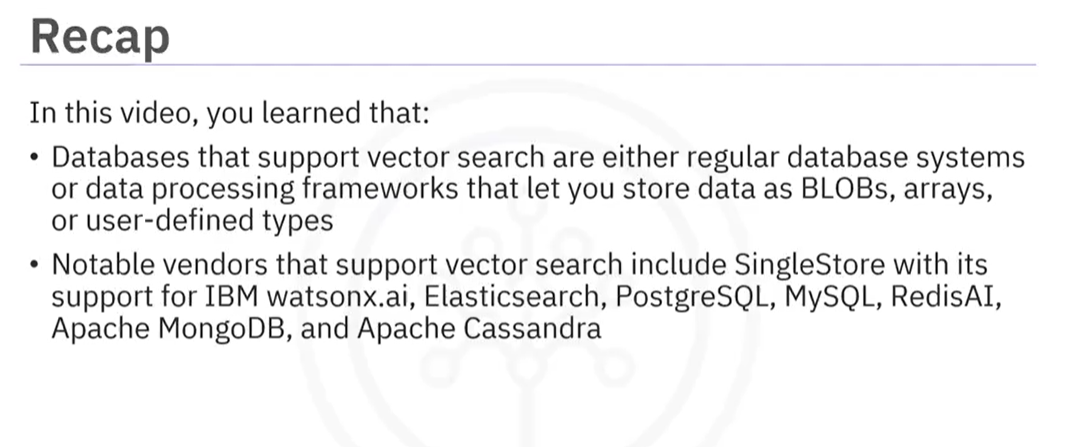 Recap
In this video, you learned that:
• Databases that support vector search are either regular database systems
or data processing frameworks that let you store data as BLOBs, arrays,
or user-defined types
• Notable vendors that support vector search include SingleStore with its
support for IBM watsonx.ai, Elasticsearch, PostgreSQL, MySQL, RedisAI,
Apache MongoDB, and Apache Cassandra